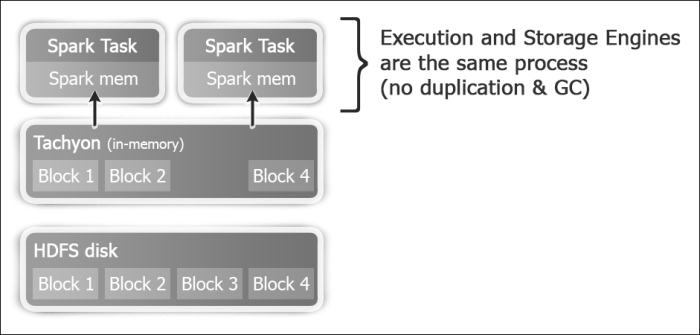 Spark Task
Spark mem
Spark Task
Spark mem
Execution and Storage Engines
are the same process
(no duplication & GC)
Tachyon (in-memory)
Block 1 Block 2 Block 4
HDFS disk
Block 1 Block 2 Block 3 Block 4